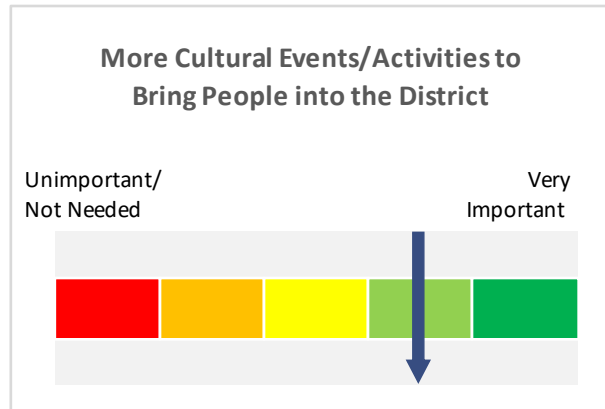 More Cultural Events/Activities to
Bring People into the District
Unimportant/
Not Needed
Very
Important